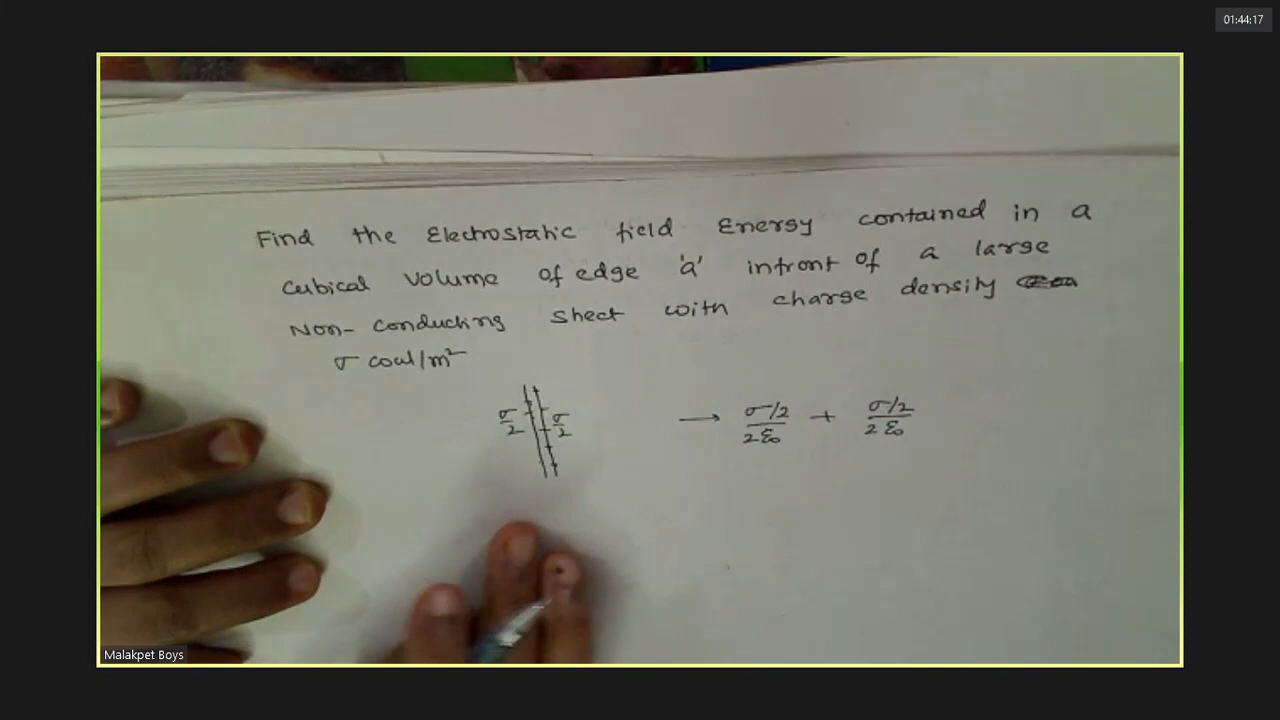 01:44:17
Find the Electrostatic field Energy contained in a
cubical volume of edge 'a' infront of a large
Non-conducting sheet with charge density
σ coul/m²
σ/2 σ/2 → (σ/2)/(2ε₀) + (σ/2)/(2ε₀)
Malakpet Boys